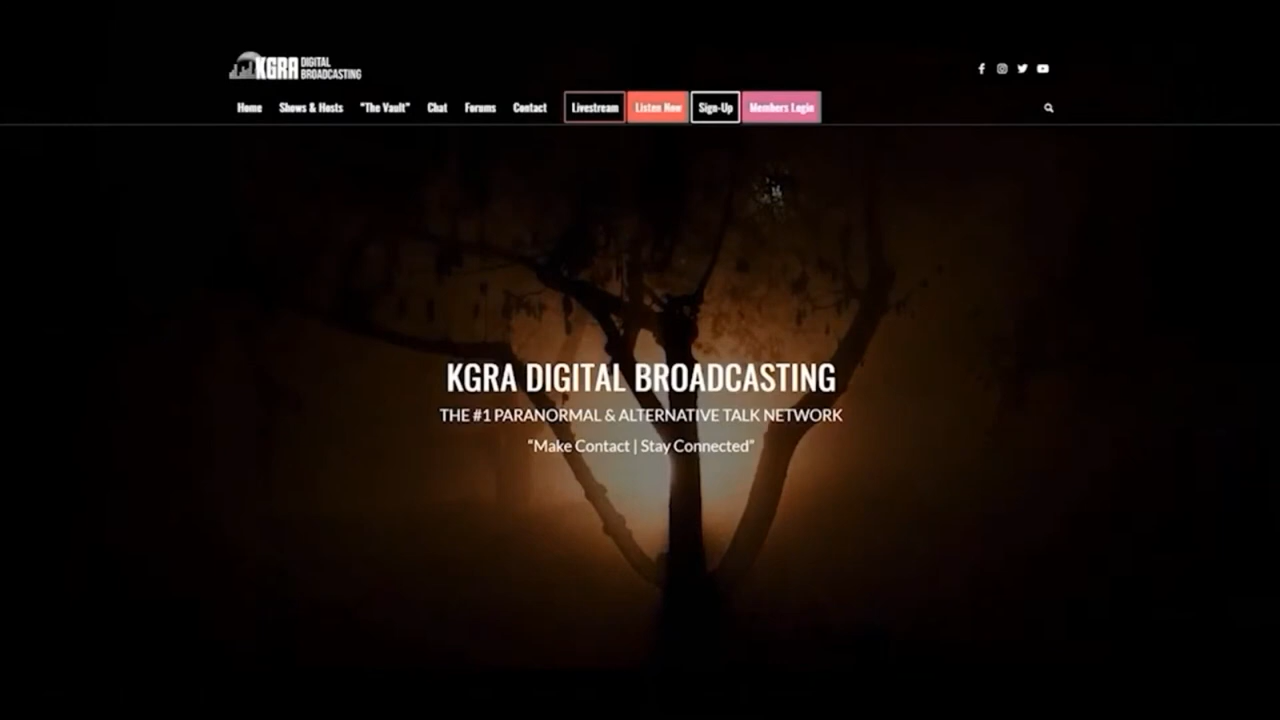 KGRA DIGITAL
BROADCASTING
Home Shows & Hosts "The Vault" Chat Forums Contact Livestream Listen Now Sign-Up Members Login
KGRA DIGITAL BROADCASTING
THE #1 PARANORMAL & ALTERNATIVE TALK NETWORK
“Make Contact | Stay Connected”